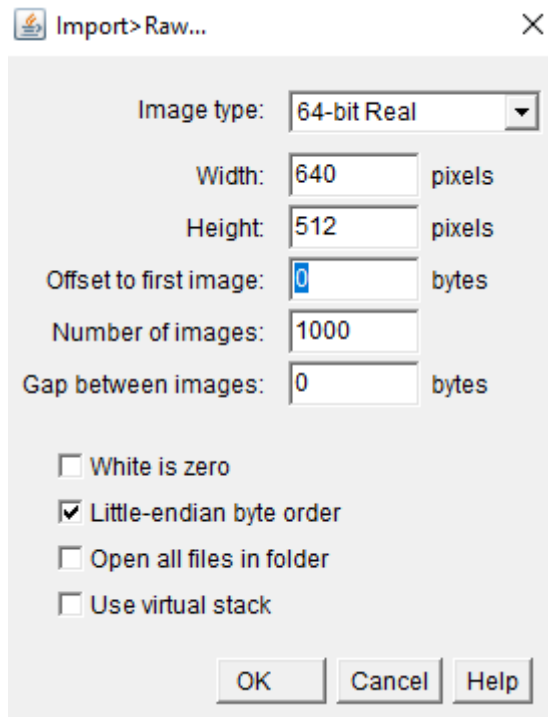 Import>Raw...
Image type: 64-bit Real
Width: 640 pixels
Height: 512 pixels
Offset to first image: 0 bytes
Number of images: 1000
Gap between images: 0 bytes
White is zero
Little-endian byte order
Open all files in folder
Use virtual stack
OK Cancel Help